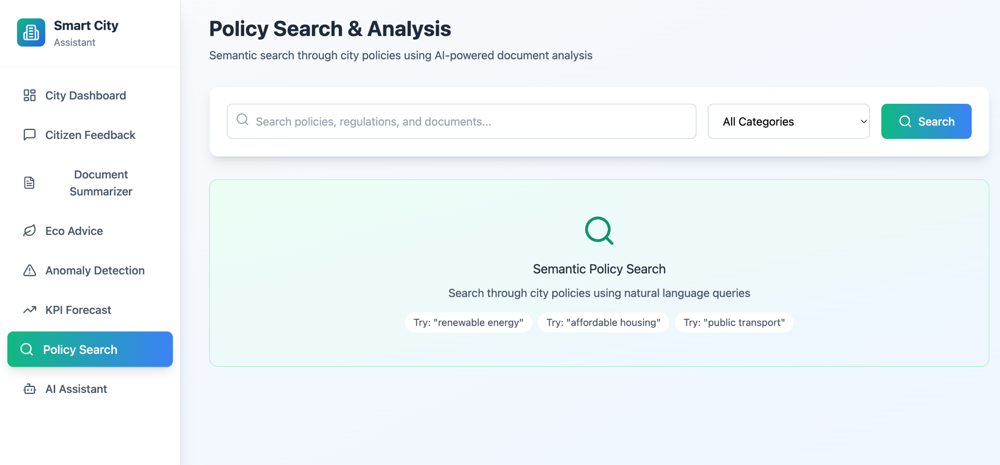 Smart City
Assistant
City Dashboard
Citizen Feedback
Document
Summarizer
Eco Advice
Anomaly Detection
KPI Forecast
Policy Search
AI Assistant
Policy Search & Analysis
Semantic search through city policies using AI-powered document analysis
Search policies, regulations, and documents...
All Categories
Search
Semantic Policy Search
Search through city policies using natural language queries
Try: "renewable energy"
Try: "affordable housing"
Try: "public transport"